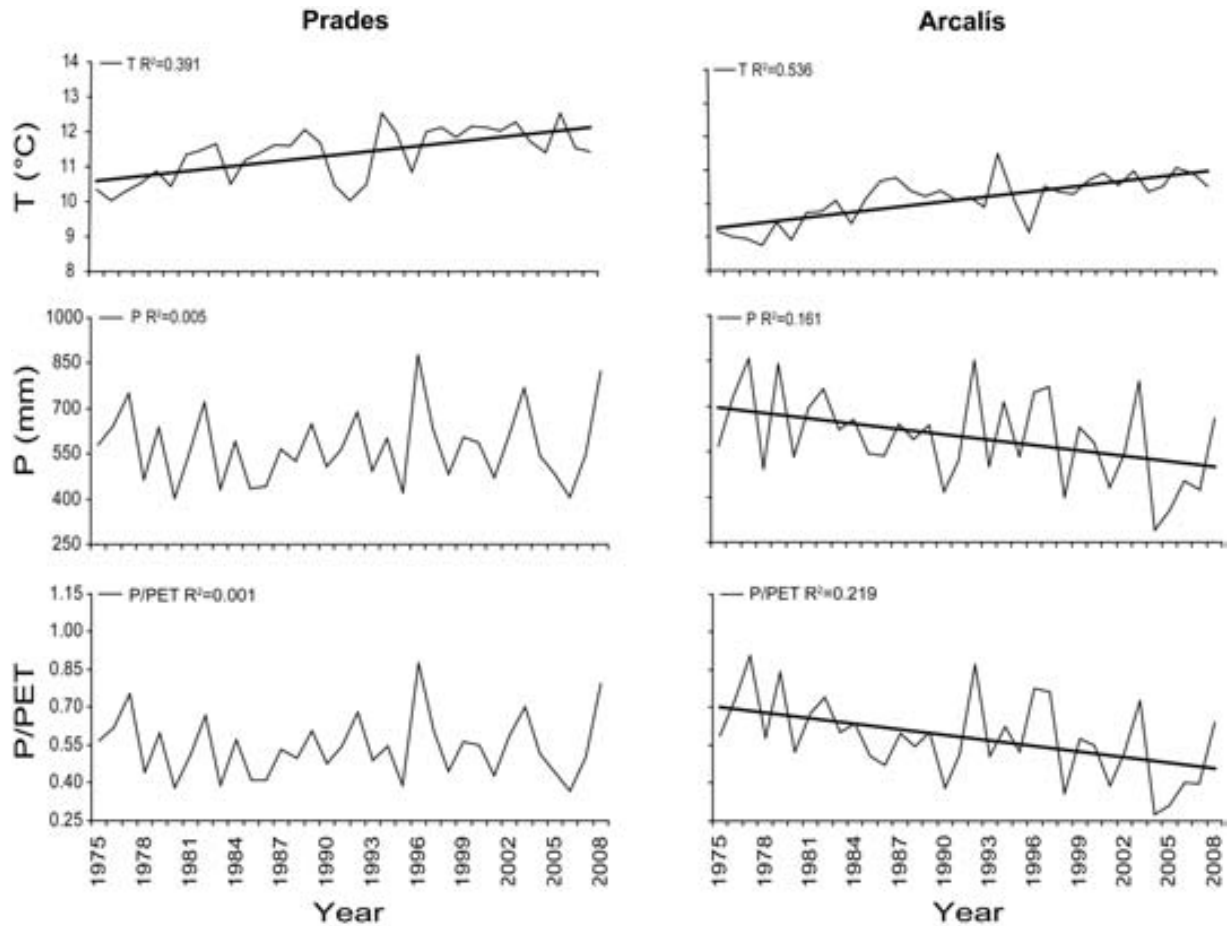 Prades
Arcalís
T R²=0.391
T R²=0.536
T (°C)
14
13
12
11
10
9
8
P R²=0.005
P R²=0.161
P (mm)
1000
850
700
550
400
250
P/PET R²=0.001
P/PET R²=0.219
P/PET
1.15
1.00
0.85
0.70
0.55
0.40
0.25
1975 1978 1981 1984 1987 1990 1993 1996 1999 2002 2005 2008
1975 1978 1981 1984 1987 1990 1993 1996 1999 2002 2005 2008
Year
Year